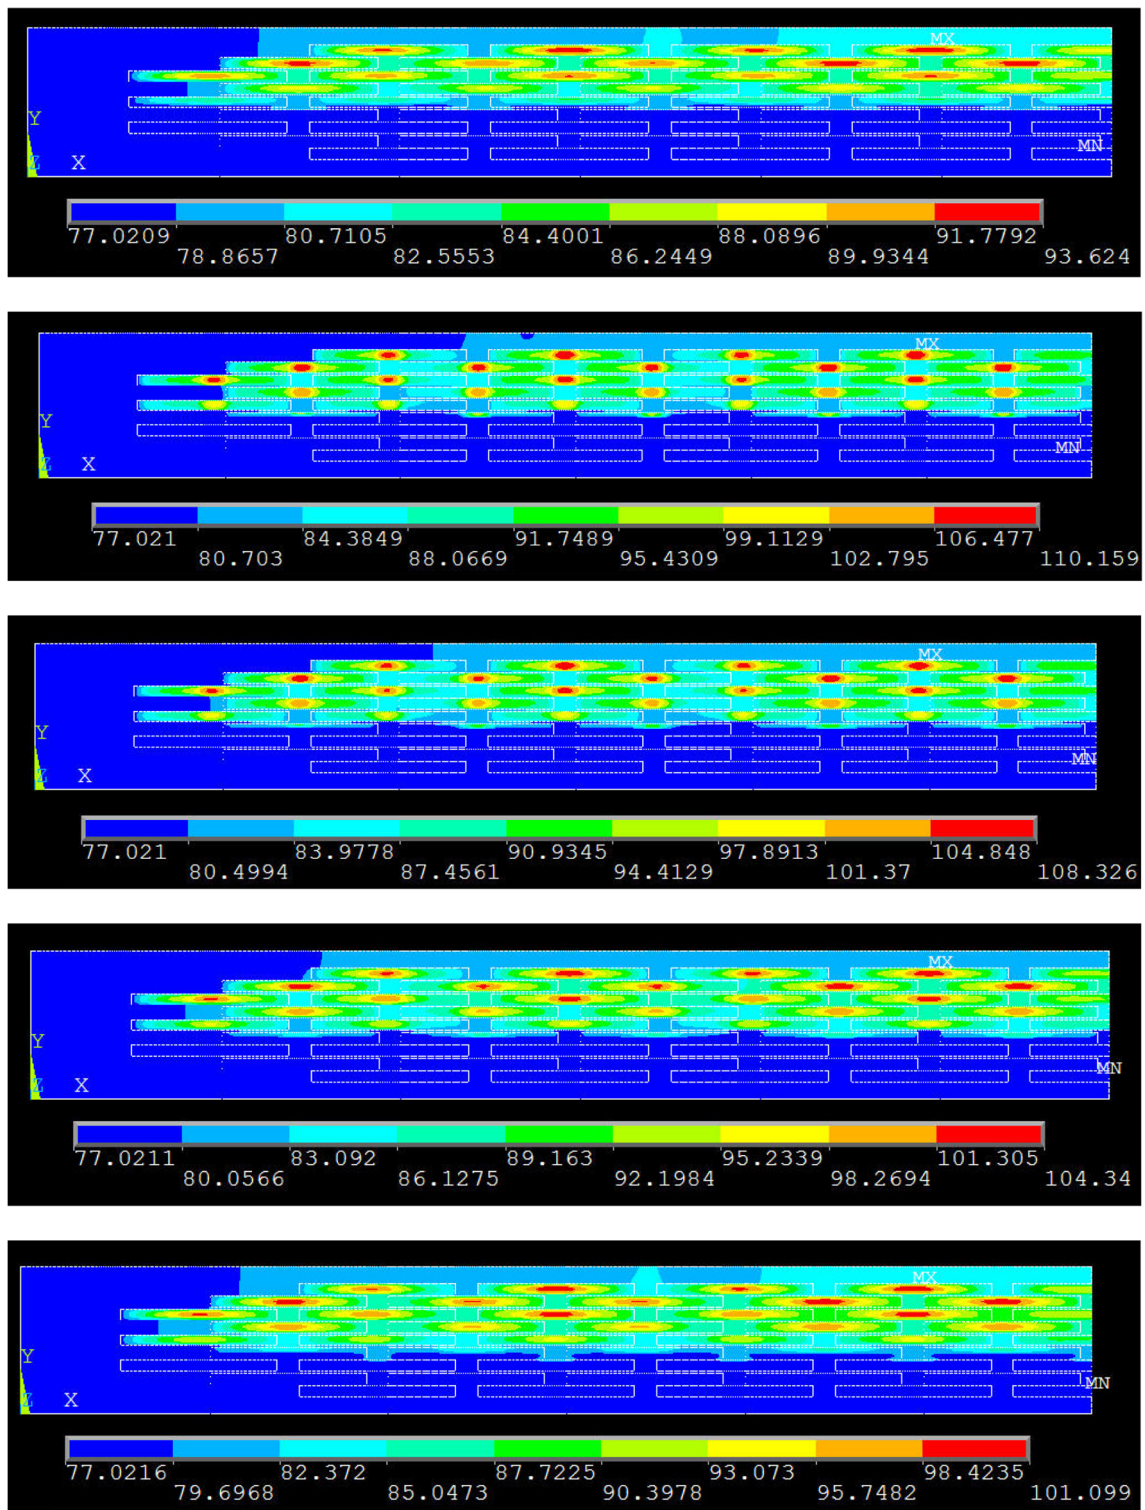 MX
Y
MN
Z X
77.0209 80.7105 84.4001 88.0896 91.7792
78.8657 82.5553 86.2449 89.9344 93.624
MX
Y
MN
Z X
77.021 84.3849 91.7489 99.1129 106.477
80.703 88.0669 95.4309 102.795 110.159
MX
Y
MN
Z X
77.021 83.9778 90.9345 97.8913 104.848
80.4994 87.4561 94.4129 101.37 108.326
MX
Y
MN
Z X
77.0211 83.092 89.163 95.2339 101.305
80.0566 86.1275 92.1984 98.2694 104.34
MX
Y
MN
Z X
77.0216 82.372 87.7225 93.073 98.4235
79.6968 85.0473 90.3978 95.7482 101.099